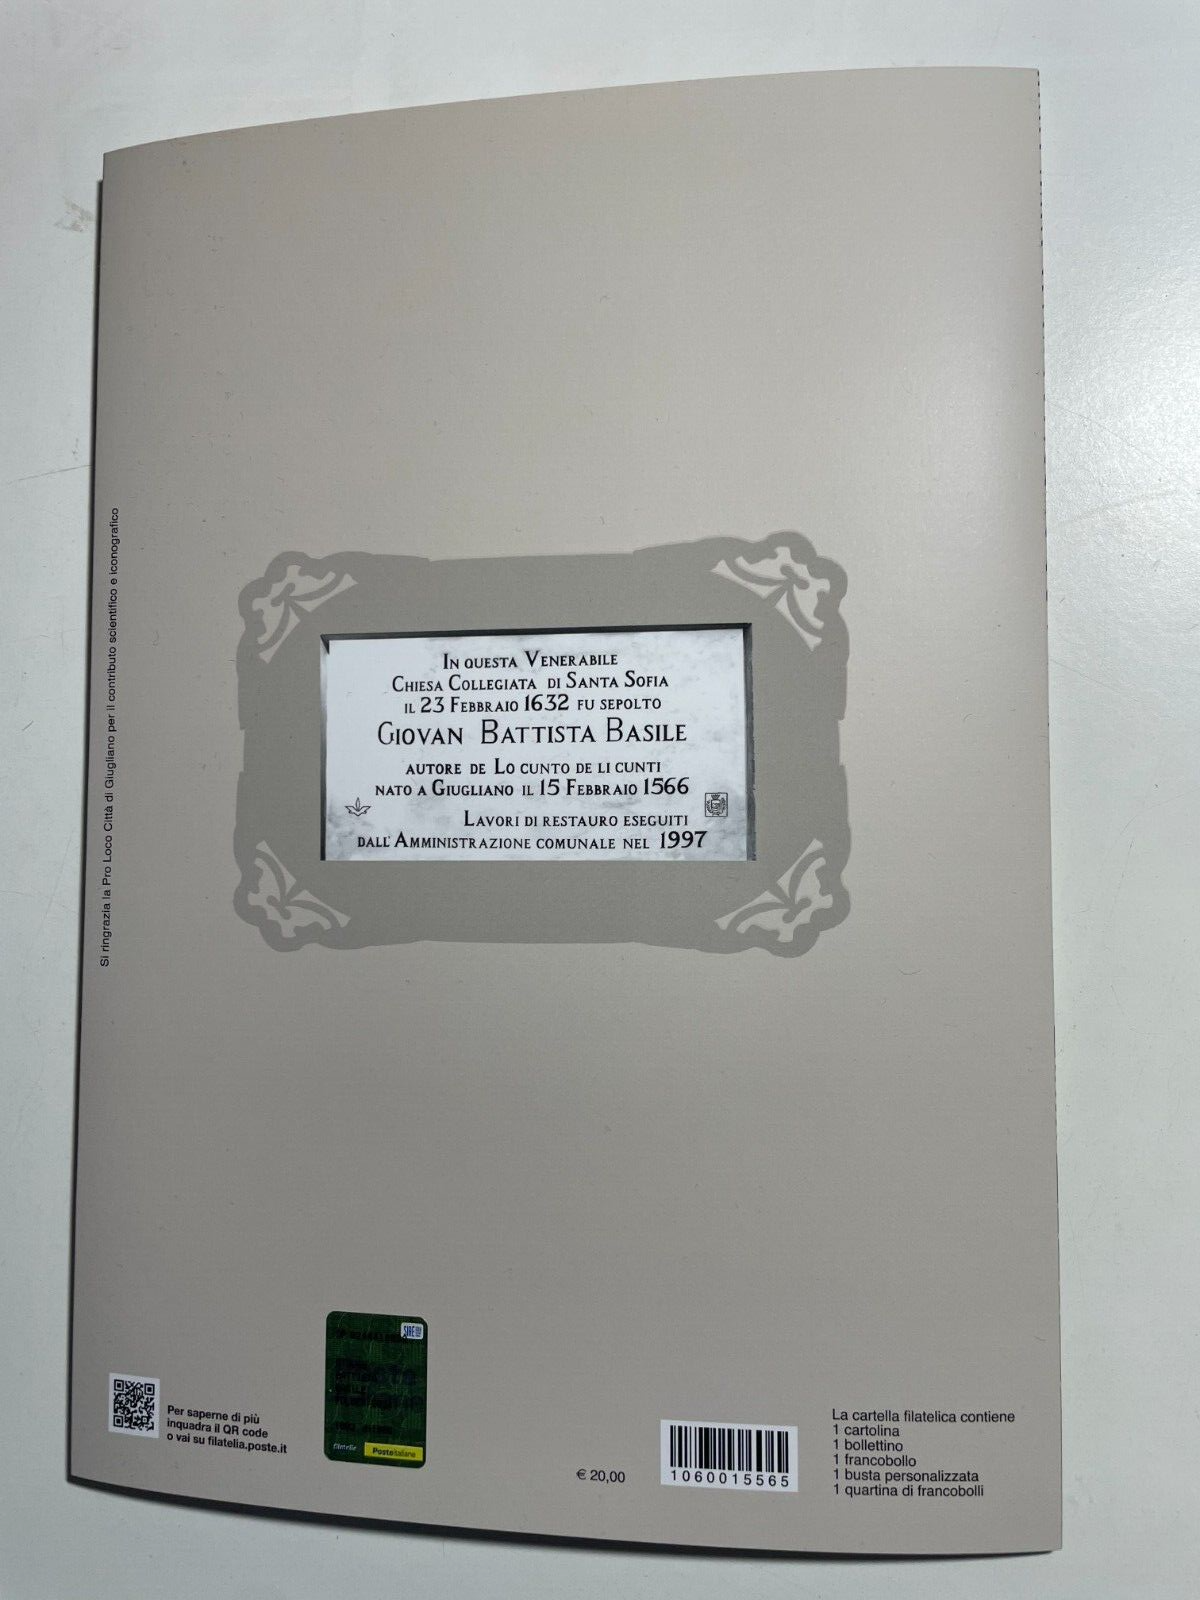 Si ringrazia la Pro Loco Città di Giugliano per il contributo scientifico e iconografico
In questa Venerabile
Chiesa Collegiata di Santa Sofia
il 23 Febbraio 1632 fu sepolto
Giovan Battista Basile
autore de Lo cunto de li cunti
nato a Giugliano il 15 Febbraio 1566
Lavori di restauro eseguiti
dall'Amministrazione comunale nel 1997
Per saperne di più
inquadra il QR code
o vai su filatelia.poste.it
filatelie
Posteitaliane
€ 20,00
1060015565
La cartella filatelica contiene
1 cartolina
1 bollettino
1 francobollo
1 busta personalizzata
1 quartina di francobolli